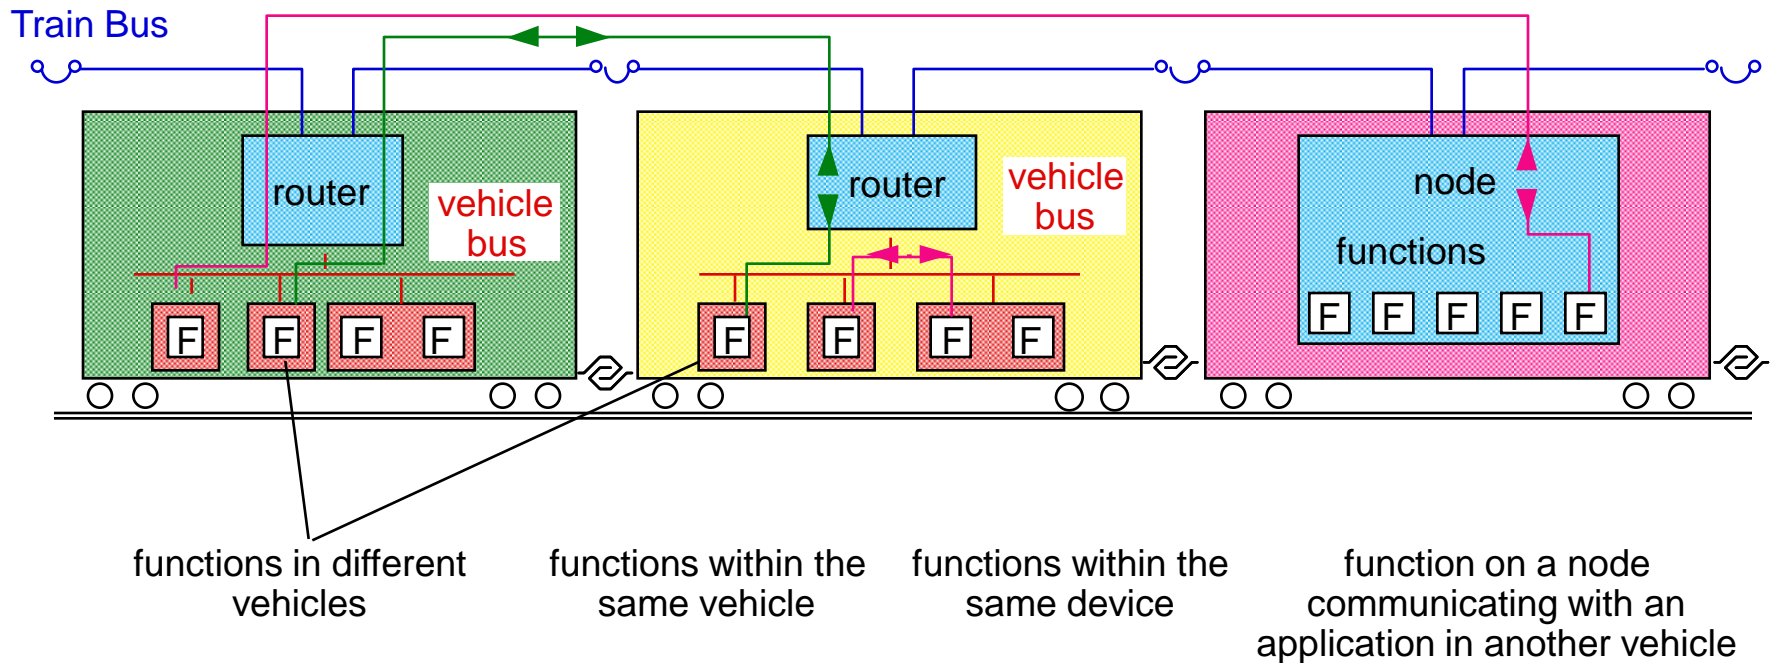 Train Bus
router
vehicle
bus
router
vehicle
bus
node
functions
F F F F
F F F F
F F F F F
functions in different
vehicles
functions within the
same vehicle
functions within the
same device
function on a node
communicating with an
application in another vehicle